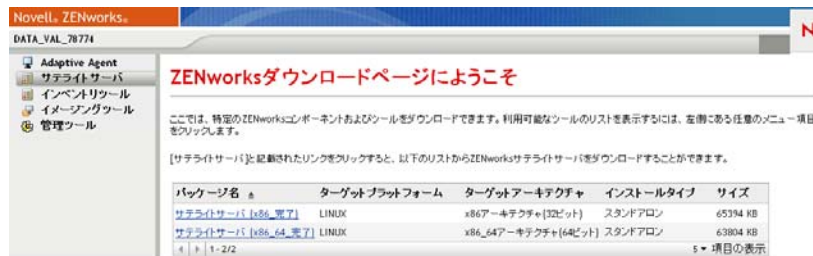 Novell® ZENworks®
N
DATA_VAL_78774
Adaptive Agent
サテライトサーバ
インベントリツール
イメージングツール
管理ツール
ZENworksダウンロードページにようこそ
ここでは、特定のZENworksコンポーネントおよびツールをダウンロードできます。利用可能なツールのリストを表示するには、左側にある任意のメニュー項目
をクリックします。
[サテライトサーバ]と記載されたリンクをクリックすると、以下のリストからZENworksサテライトサーバをダウンロードすることができます。
パッケージ名 ターゲットプラットフォーム ターゲットアーキテクチャ インストールタイプ サイズ
サテライトサーバ [x86_完了] LINUX x86アーキテクチャ(32ビット) スタンドアロン 65394 KB
サテライトサーバ [x86_64_完了] LINUX x86_64アーキテクチャ(64ビット) スタンドアロン 63804 KB
1 - 2/2 5 項目の表示